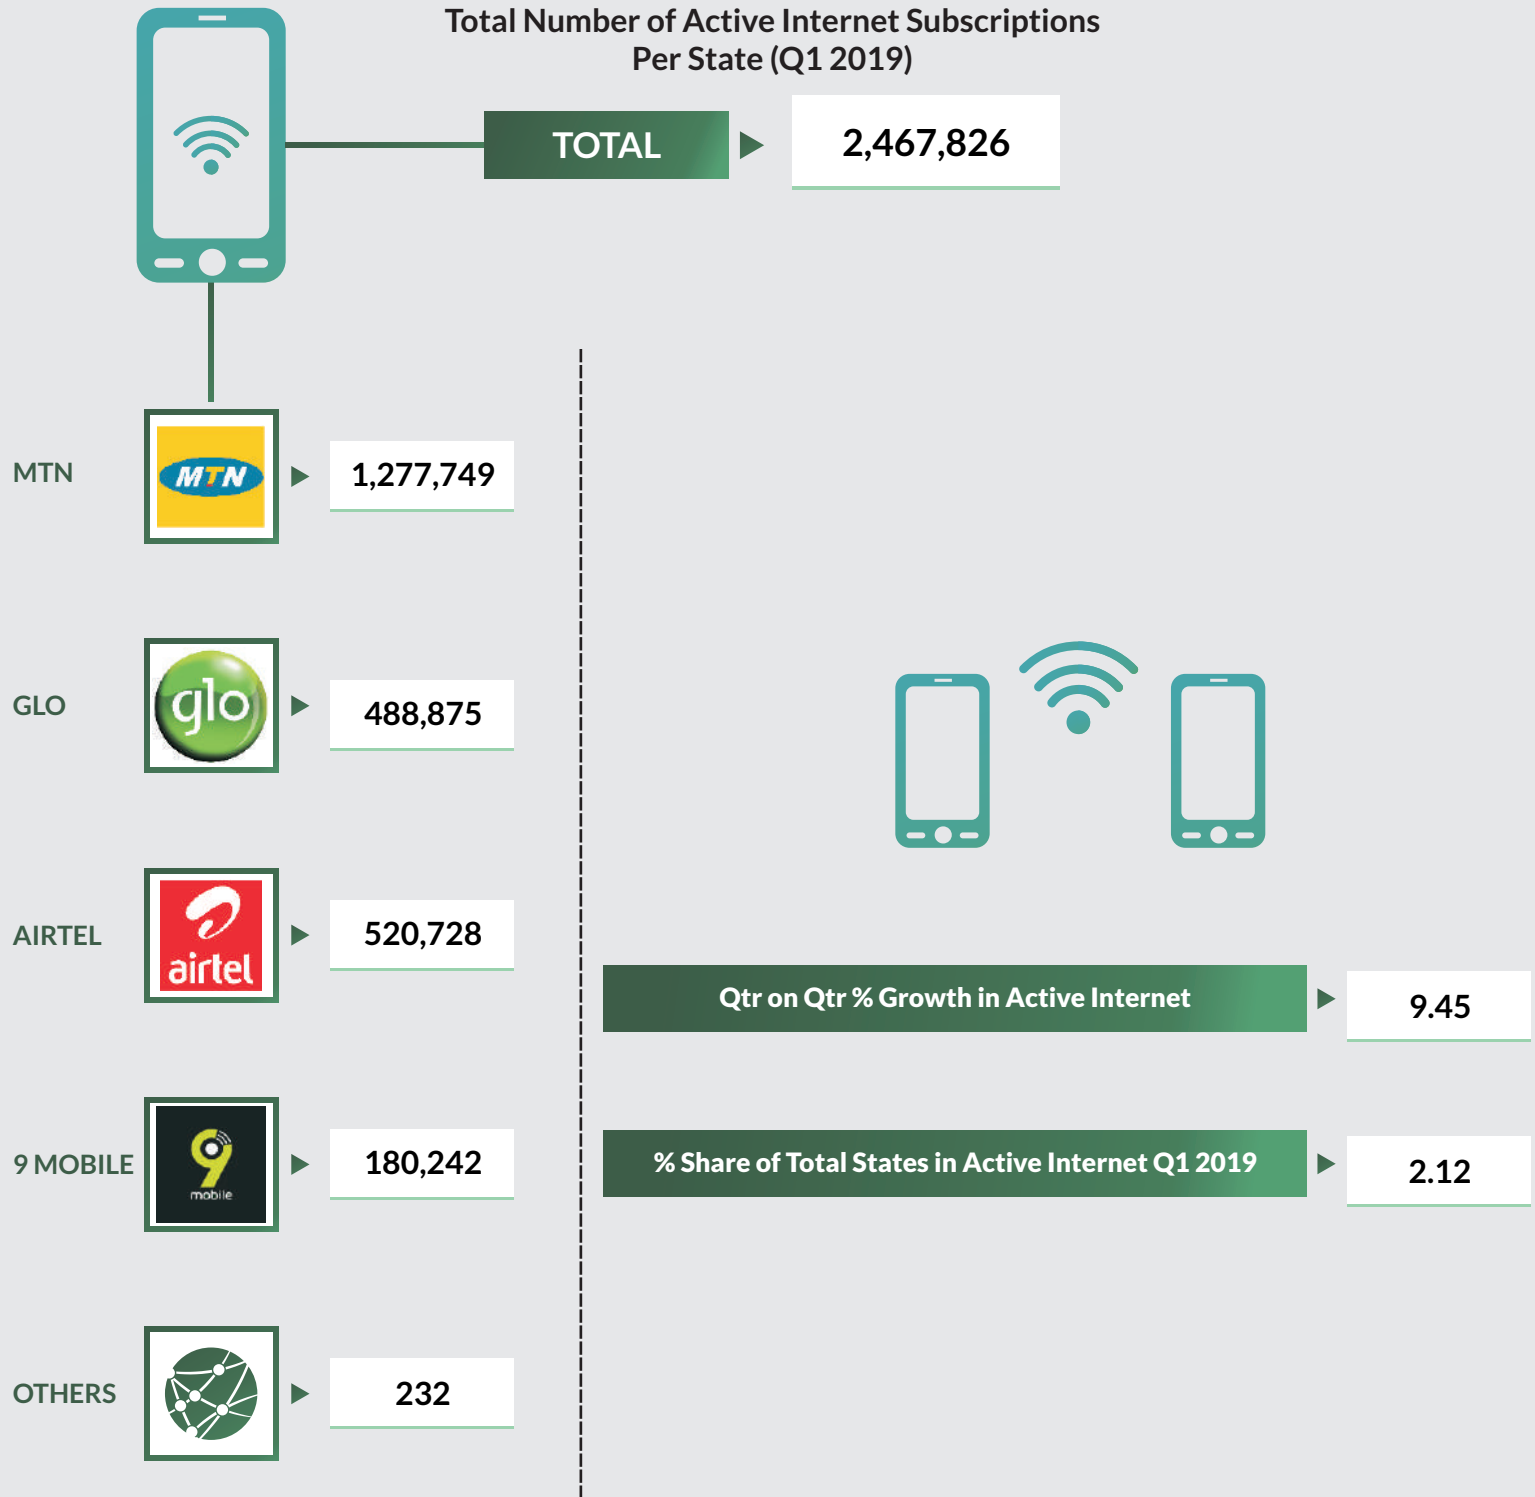 Total Number of Active Internet Subscriptions
Per State (Q1 2019)
TOTAL
2,467,826
MTN
MTN
1,277,749
GLO
glo
488,875
AIRTEL
airtel
520,728
Qtr on Qtr % Growth in Active Internet
9.45
9 MOBILE
9
mobile
180,242
% Share of Total States in Active Internet Q1 2019
2.12
OTHERS
232